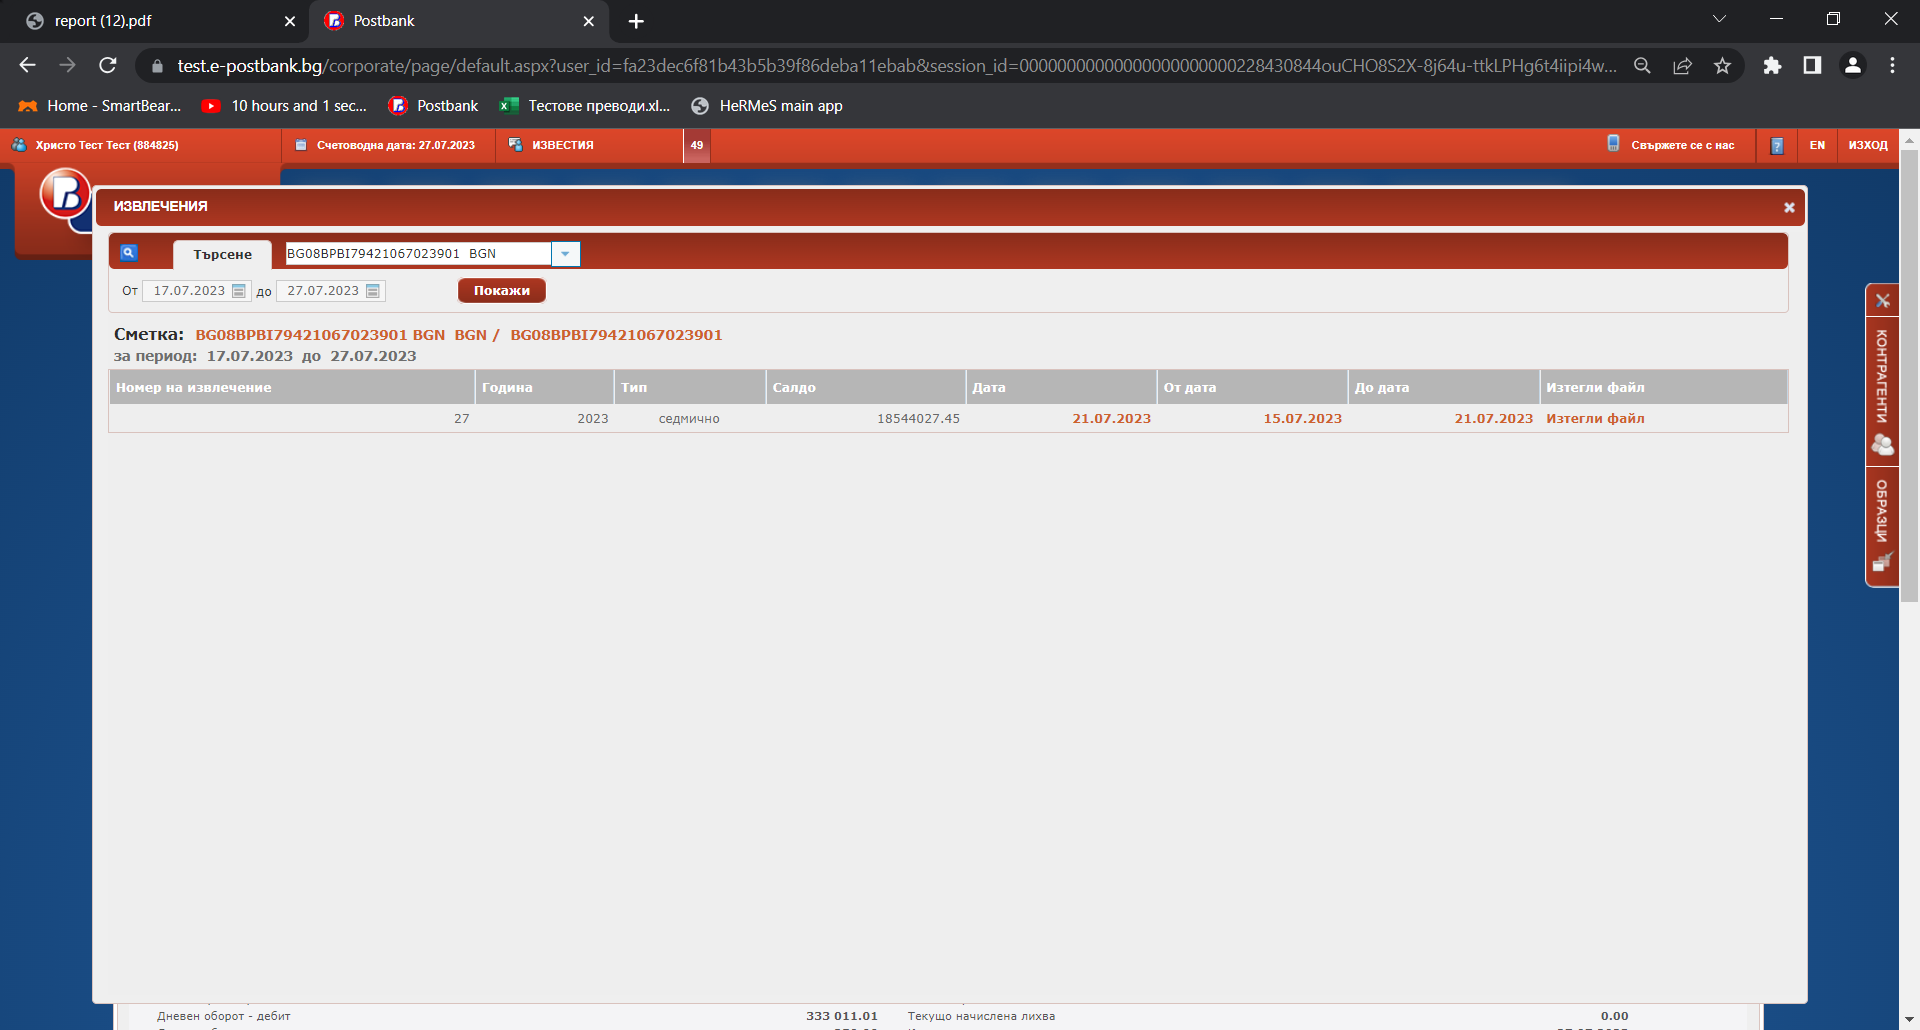 report (12).pdf
Postbank
test.e-postbank.bg/corporate/page/default.aspx?user_id=fa23dec6f81b43b5b39f86deba11ebab&session_id=0000000000000000000000228430844ouCHO8S2X-8j64u-ttkLPHg6t4iipi4w...
Home - SmartBear... 10 hours and 1 sec... Postbank Тестове преводи.xl... HeRMeS main app
Христо Тест Тест (884825) Счетоводна дата: 27.07.2023 ИЗВЕСТИЯ 49 Свържете се с нас EN ИЗХОД
ИЗВЛЕЧЕНИЯ
Търсене BG08BPBI79421067023901 BGN
От 17.07.2023 до 27.07.2023 Покажи
Сметка: BG08BPBI79421067023901 BGN BGN / BG08BPBI79421067023901
за период: 17.07.2023 до 27.07.2023
Номер на извлечение Година Тип Салдо Дата От дата До дата Изтегли файл
27 2023 седмично 18544027.45 21.07.2023 15.07.2023 21.07.2023 Изтегли файл
КОНТРАГЕНТИ
ОБРАЗЦИ
Дневен оборот - дебит 333 011.01 Текущо начислена лихва 0.00